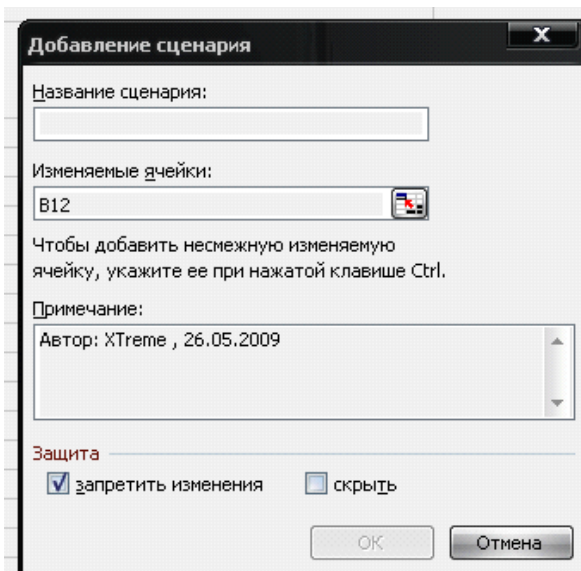 Добавление сценария
Название сценария:
Изменяемые ячейки:
B12
Чтобы добавить несмежную изменяемую
ячейку, укажите ее при нажатой клавише Ctrl.
Примечание:
Автор: XTreme , 26.05.2009
Защита
запретить изменения скрыть
ОК Отмена